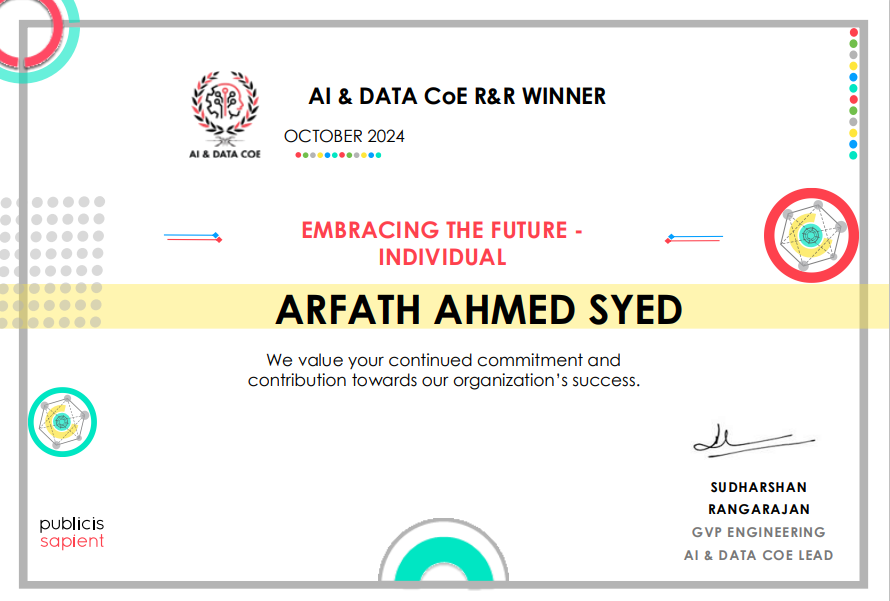 AI & DATA CoE R&R WINNER
OCTOBER 2024
AI & DATA COE
EMBRACING THE FUTURE -
INDIVIDUAL
ARFATH AHMED SYED
We value your continued commitment and
contribution towards our organization’s success.
SUDHARSHAN
RANGARAJAN
GVP ENGINEERING
AI & DATA COE LEAD
publicis
sapient